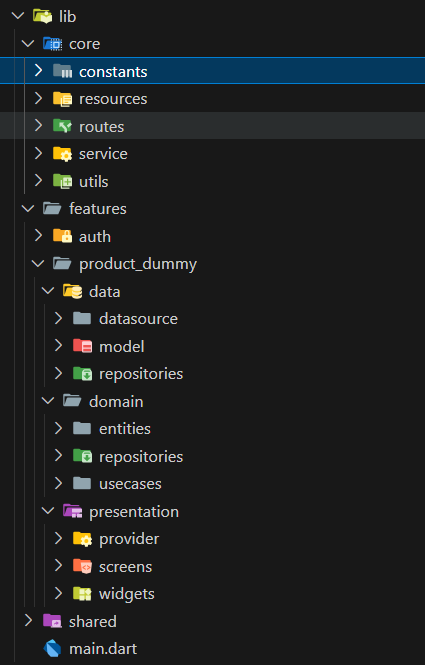 lib
core
constants
resources
routes
service
utils
features
auth
product_dummy
data
datasource
model
repositories
domain
entities
repositories
usecases
presentation
provider
screens
widgets
shared
main.dart